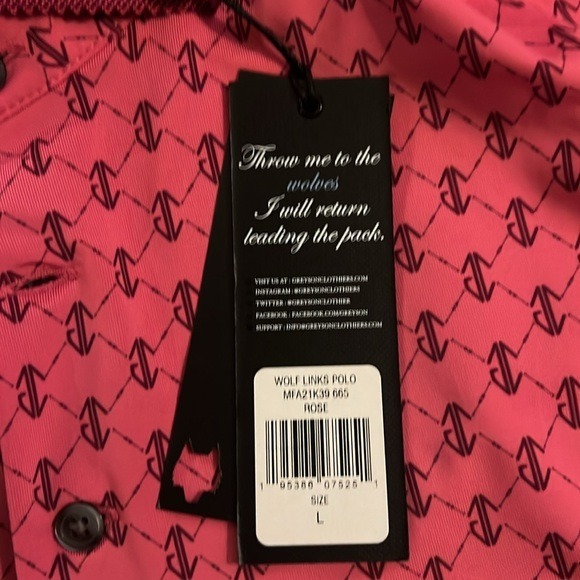 Throw me to the
wolves
I will return
leading the pack.
VISIT US AT : GREYSONCLOTHIERS.COM
INSTAGRAM : @GREYSONCLOTHIERS
TWITTER : @GREYSONCLOTHIER
FACEBOOK : FACEBOOK.COM/GREYSON
SUPPORT : INFO@GREYSONCLOTHIERS.COM
WOLF LINKS POLO
MFA21K39 665
ROSE
1 95386 07525 1
SIZE
L